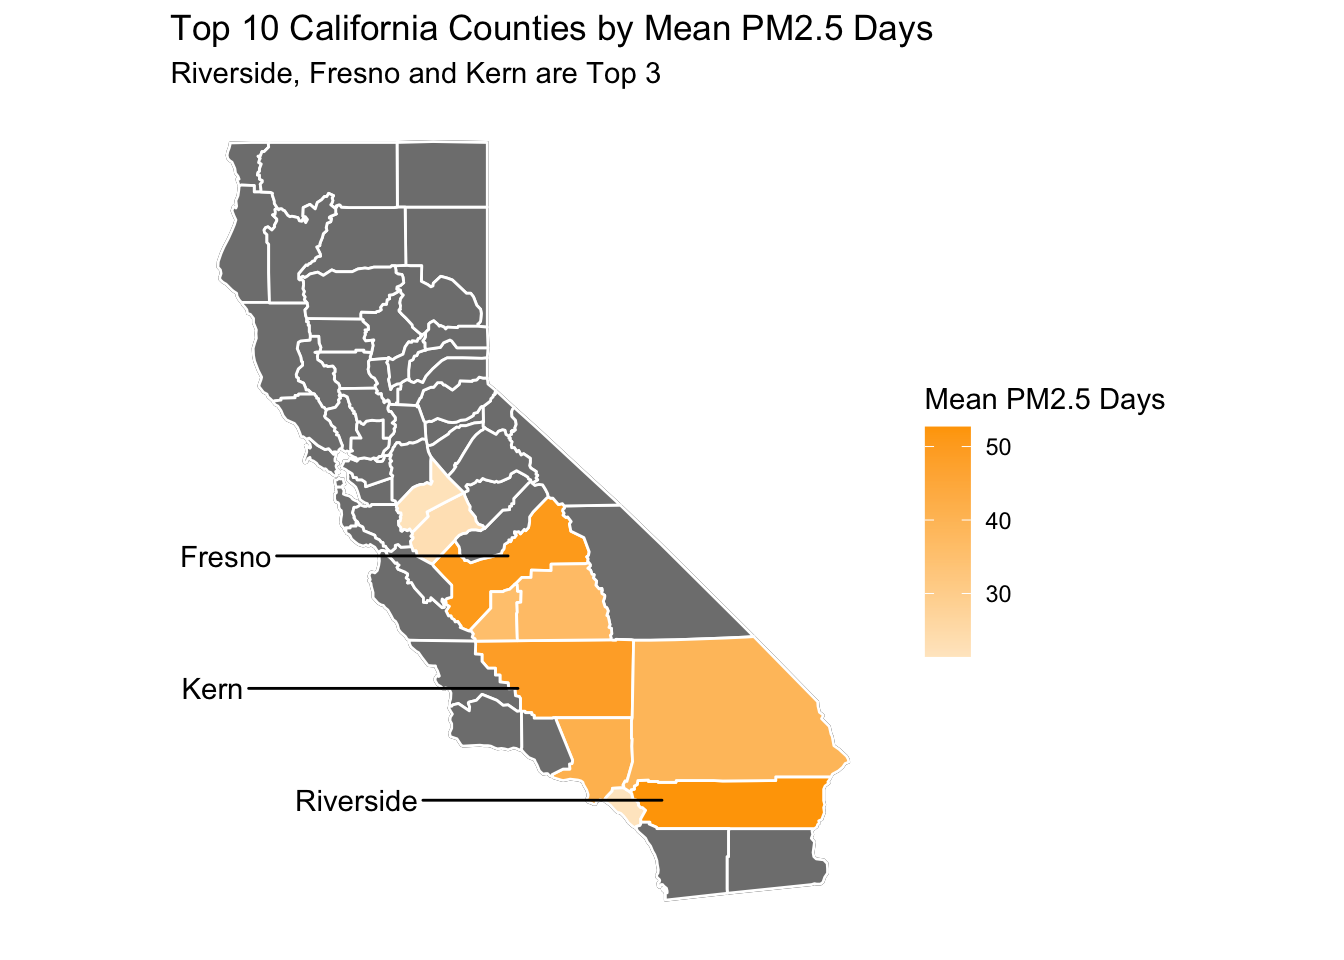 Top 10 California Counties by Mean PM2.5 Days
Riverside, Fresno and Kern are Top 3
Mean PM2.5 Days
50
40
30
Fresno
Kern
Riverside